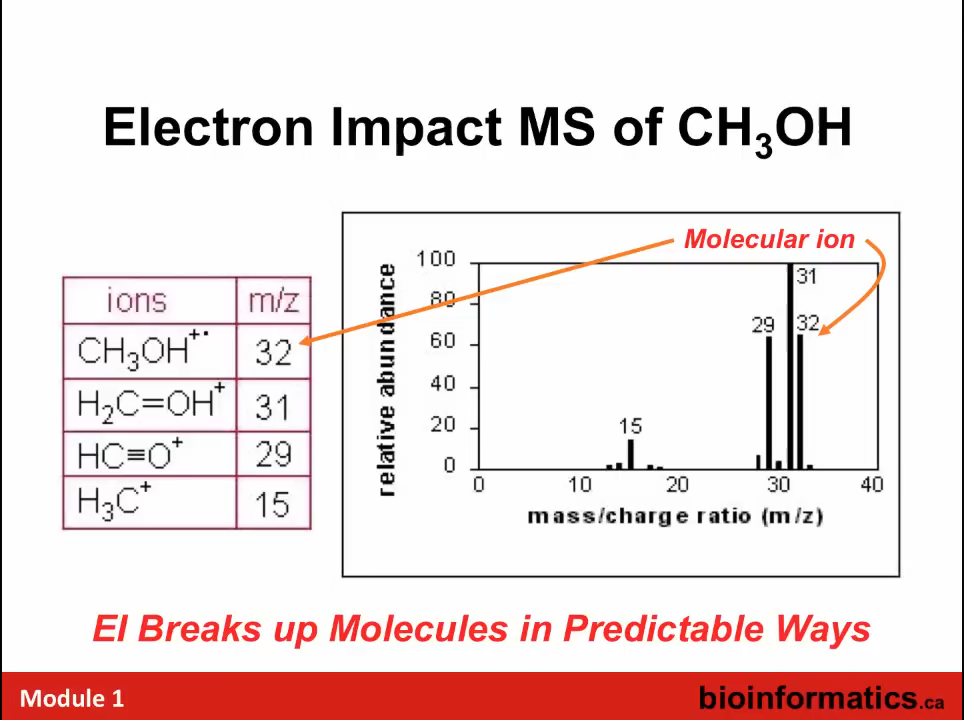 Electron Impact MS of CH₃OH
ions m/z
CH₃OH⁺· 32
H₂C=OH⁺ 31
HC≡O⁺ 29
H₃C⁺ 15
Molecular ion
relative abundance
100
80
60
40
20
0
31
29
32
15
0 10 20 30 40
mass/charge ratio (m/z)
EI Breaks up Molecules in Predictable Ways
Module 1
bioinformatics.ca